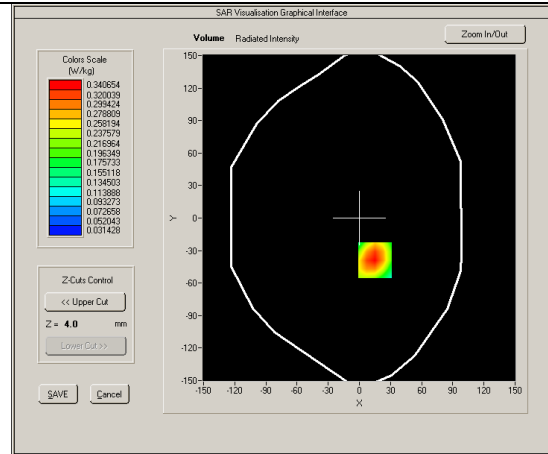 SAR Visualisation Graphical Interface
Volume Radiated Intensity
Zoom In/Out
Colors Scale
(W/kg)
0.340654
0.320039
0.299424
0.278809
0.258194
0.237579
0.216964
0.196349
0.175733
0.155118
0.134503
0.113888
0.093273
0.072658
0.052043
0.031428
Z-Cuts Control
<< Upper Cut
Z = 4.0 mm
Lower Cut >>
SAVE
Cancel
150
120
90
60
30
0
-30
-60
-90
-120
-150
Y
-150 -120 -90 -60 -30 0 30 60 90 120 150
X